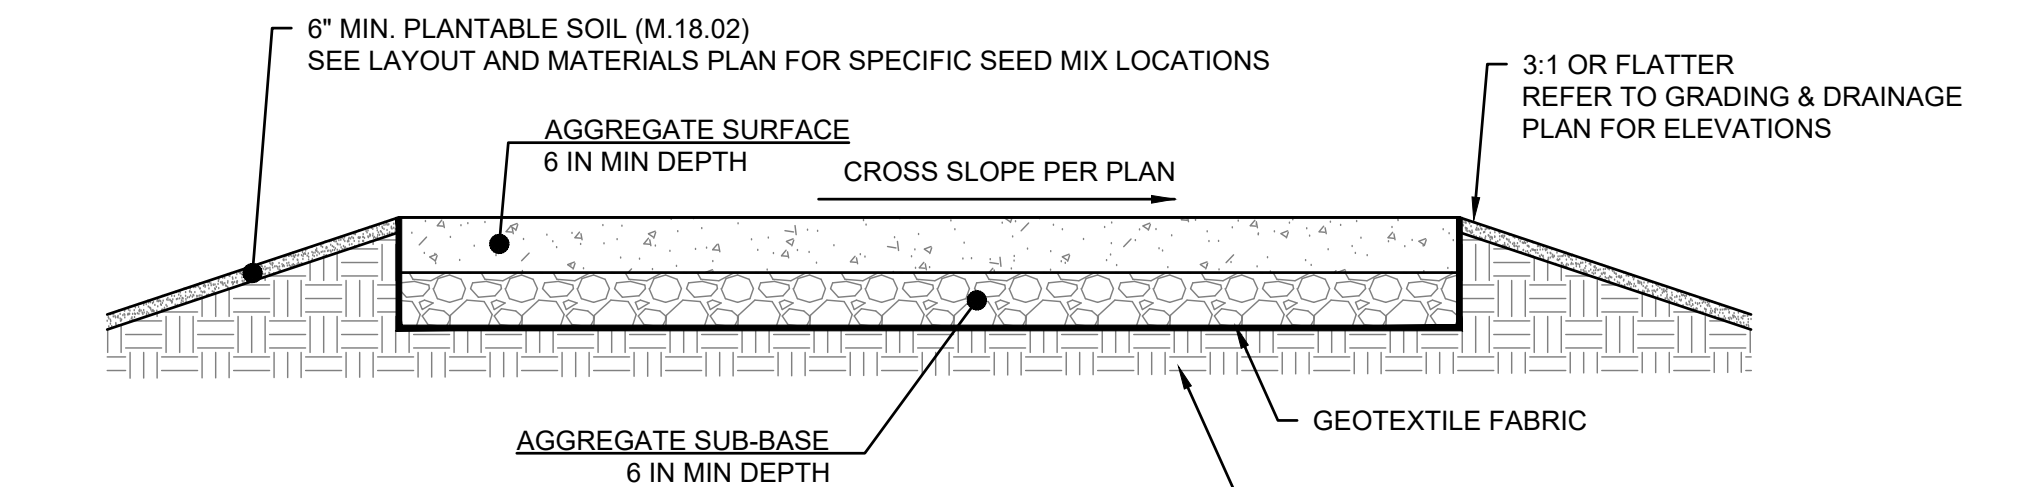 6" MIN. PLANTABLE SOIL (M.18.02)
SEE LAYOUT AND MATERIALS PLAN FOR SPECIFIC SEED MIX LOCATIONS
3:1 OR FLATTER
REFER TO GRADING & DRAINAGE
PLAN FOR ELEVATIONS
AGGREGATE SURFACE
6 IN MIN DEPTH
CROSS SLOPE PER PLAN
GEOTEXTILE FABRIC
AGGREGATE SUB-BASE
6 IN MIN DEPTH